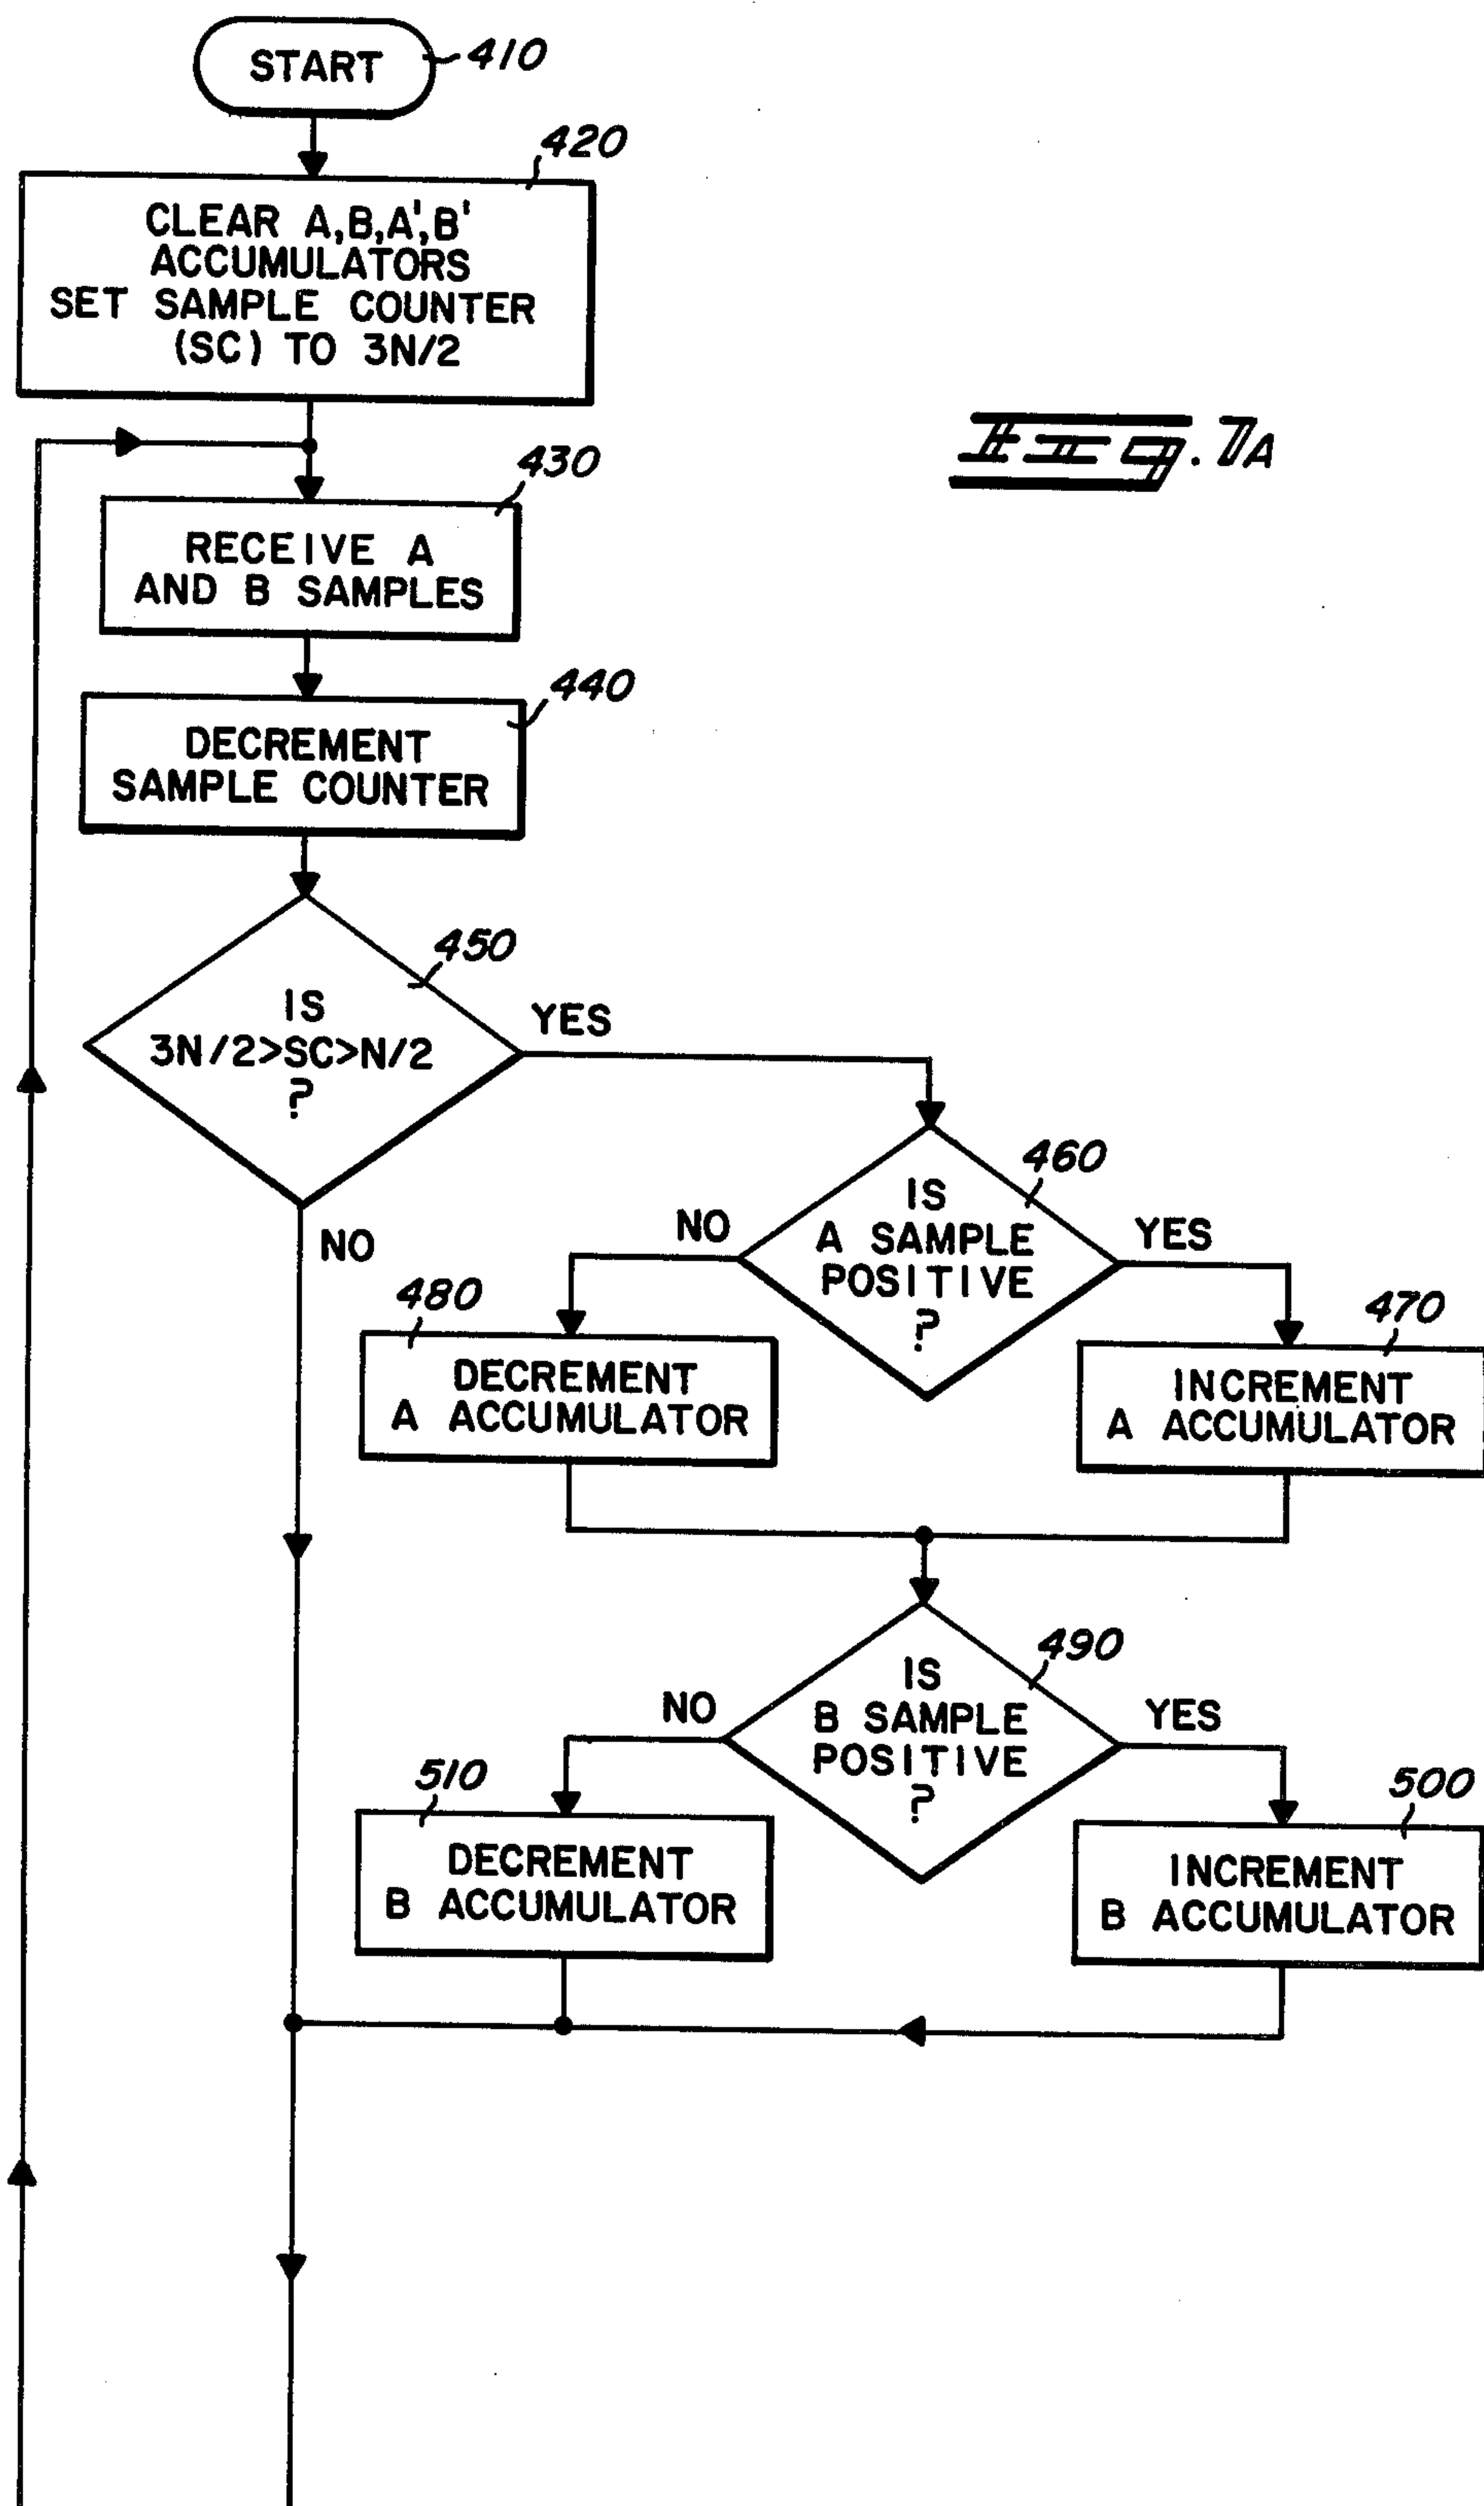 START
410
420
CLEAR A,B,A',B'
ACCUMULATORS
SET SAMPLE COUNTER
(SC) TO 3N/2
Fig. 7A
430
RECEIVE A
AND B SAMPLES
440
DECREMENT
SAMPLE COUNTER
450
IS
3N/2>SC>N/2
?
YES
NO
460
IS
A SAMPLE
POSITIVE
?
NO
YES
480
DECREMENT
A ACCUMULATOR
470
INCREMENT
A ACCUMULATOR
490
IS
B SAMPLE
POSITIVE
?
NO
YES
510
DECREMENT
B ACCUMULATOR
500
INCREMENT
B ACCUMULATOR